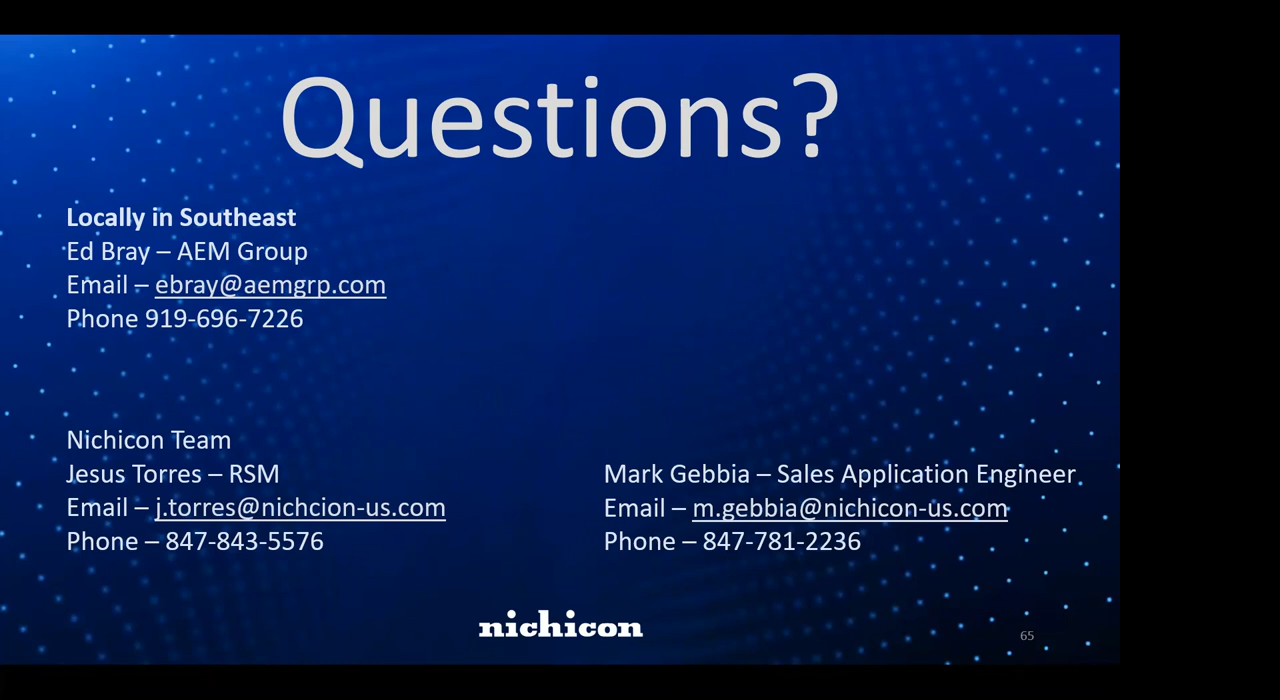 Questions?
Locally in Southeast
Ed Bray – AEM Group
Email – ebray@aemgrp.com
Phone 919-696-7226
Nichicon Team
Jesus Torres – RSM
Email – j.torres@nichcion-us.com
Phone – 847-843-5576
Mark Gebbia – Sales Application Engineer
Email – m.gebbia@nichicon-us.com
Phone – 847-781-2236
nichicon
65